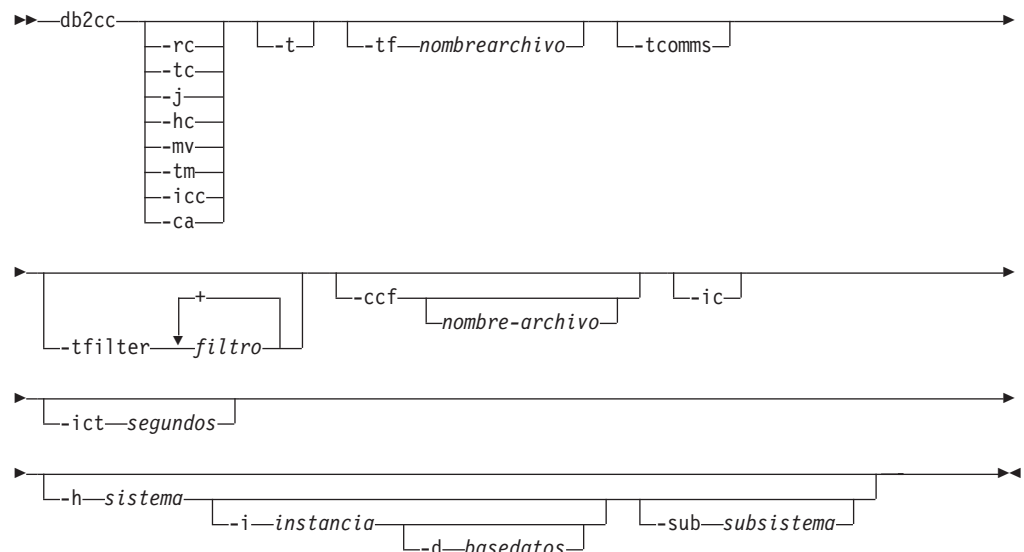 db2cc
-rc
-tc
-j
-hc
-mv
-tm
-icc
-ca
-t
-tf nombrearchivo
-tcomms
-tfilter
+
filtro
-ccf
nombre-archivo
-ic
-ict segundos
-h sistema
-i instancia
-d basedatos
-sub subsistema